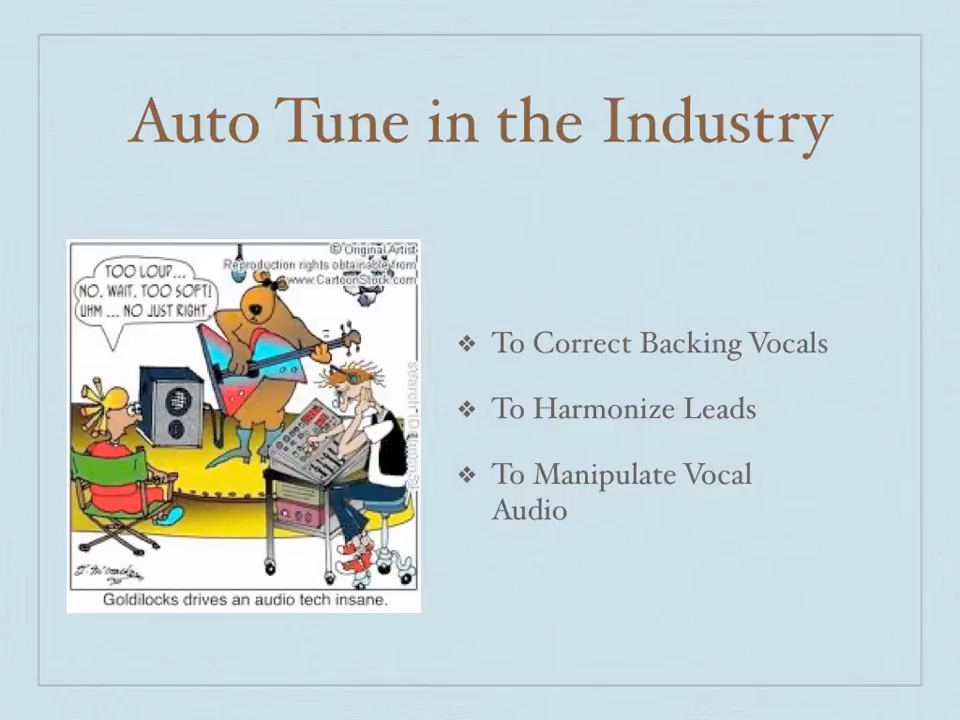 Auto Tune in the Industry
© Original Artist
Reproduction rights obtainable from
www.CartoonStock.com
TOO LOUD...
NO, WAIT, TOO SOFT!
UHM ... NO JUST RIGHT.
❖ To Correct Backing Vocals
❖ To Harmonize Leads
❖ To Manipulate Vocal
Audio
Goldilocks drives an audio tech insane.